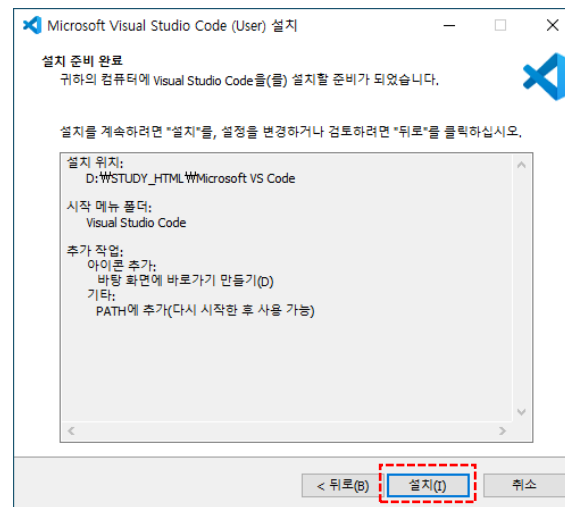 Microsoft Visual Studio Code (User) 설치
설치 준비 완료
귀하의 컴퓨터에 Visual Studio Code을(를) 설치할 준비가 되었습니다.
설치를 계속하려면 "설치"를, 설정을 변경하거나 검토하려면 "뒤로"를 클릭하십시오.
설치 위치:
D:₩STUDY_HTML₩Microsoft VS Code
시작 메뉴 폴더:
Visual Studio Code
추가 작업:
아이콘 추가:
바탕 화면에 바로가기 만들기(D)
기타:
PATH에 추가(다시 시작한 후 사용 가능)
< 뒤로(B) 설치(I) 취소